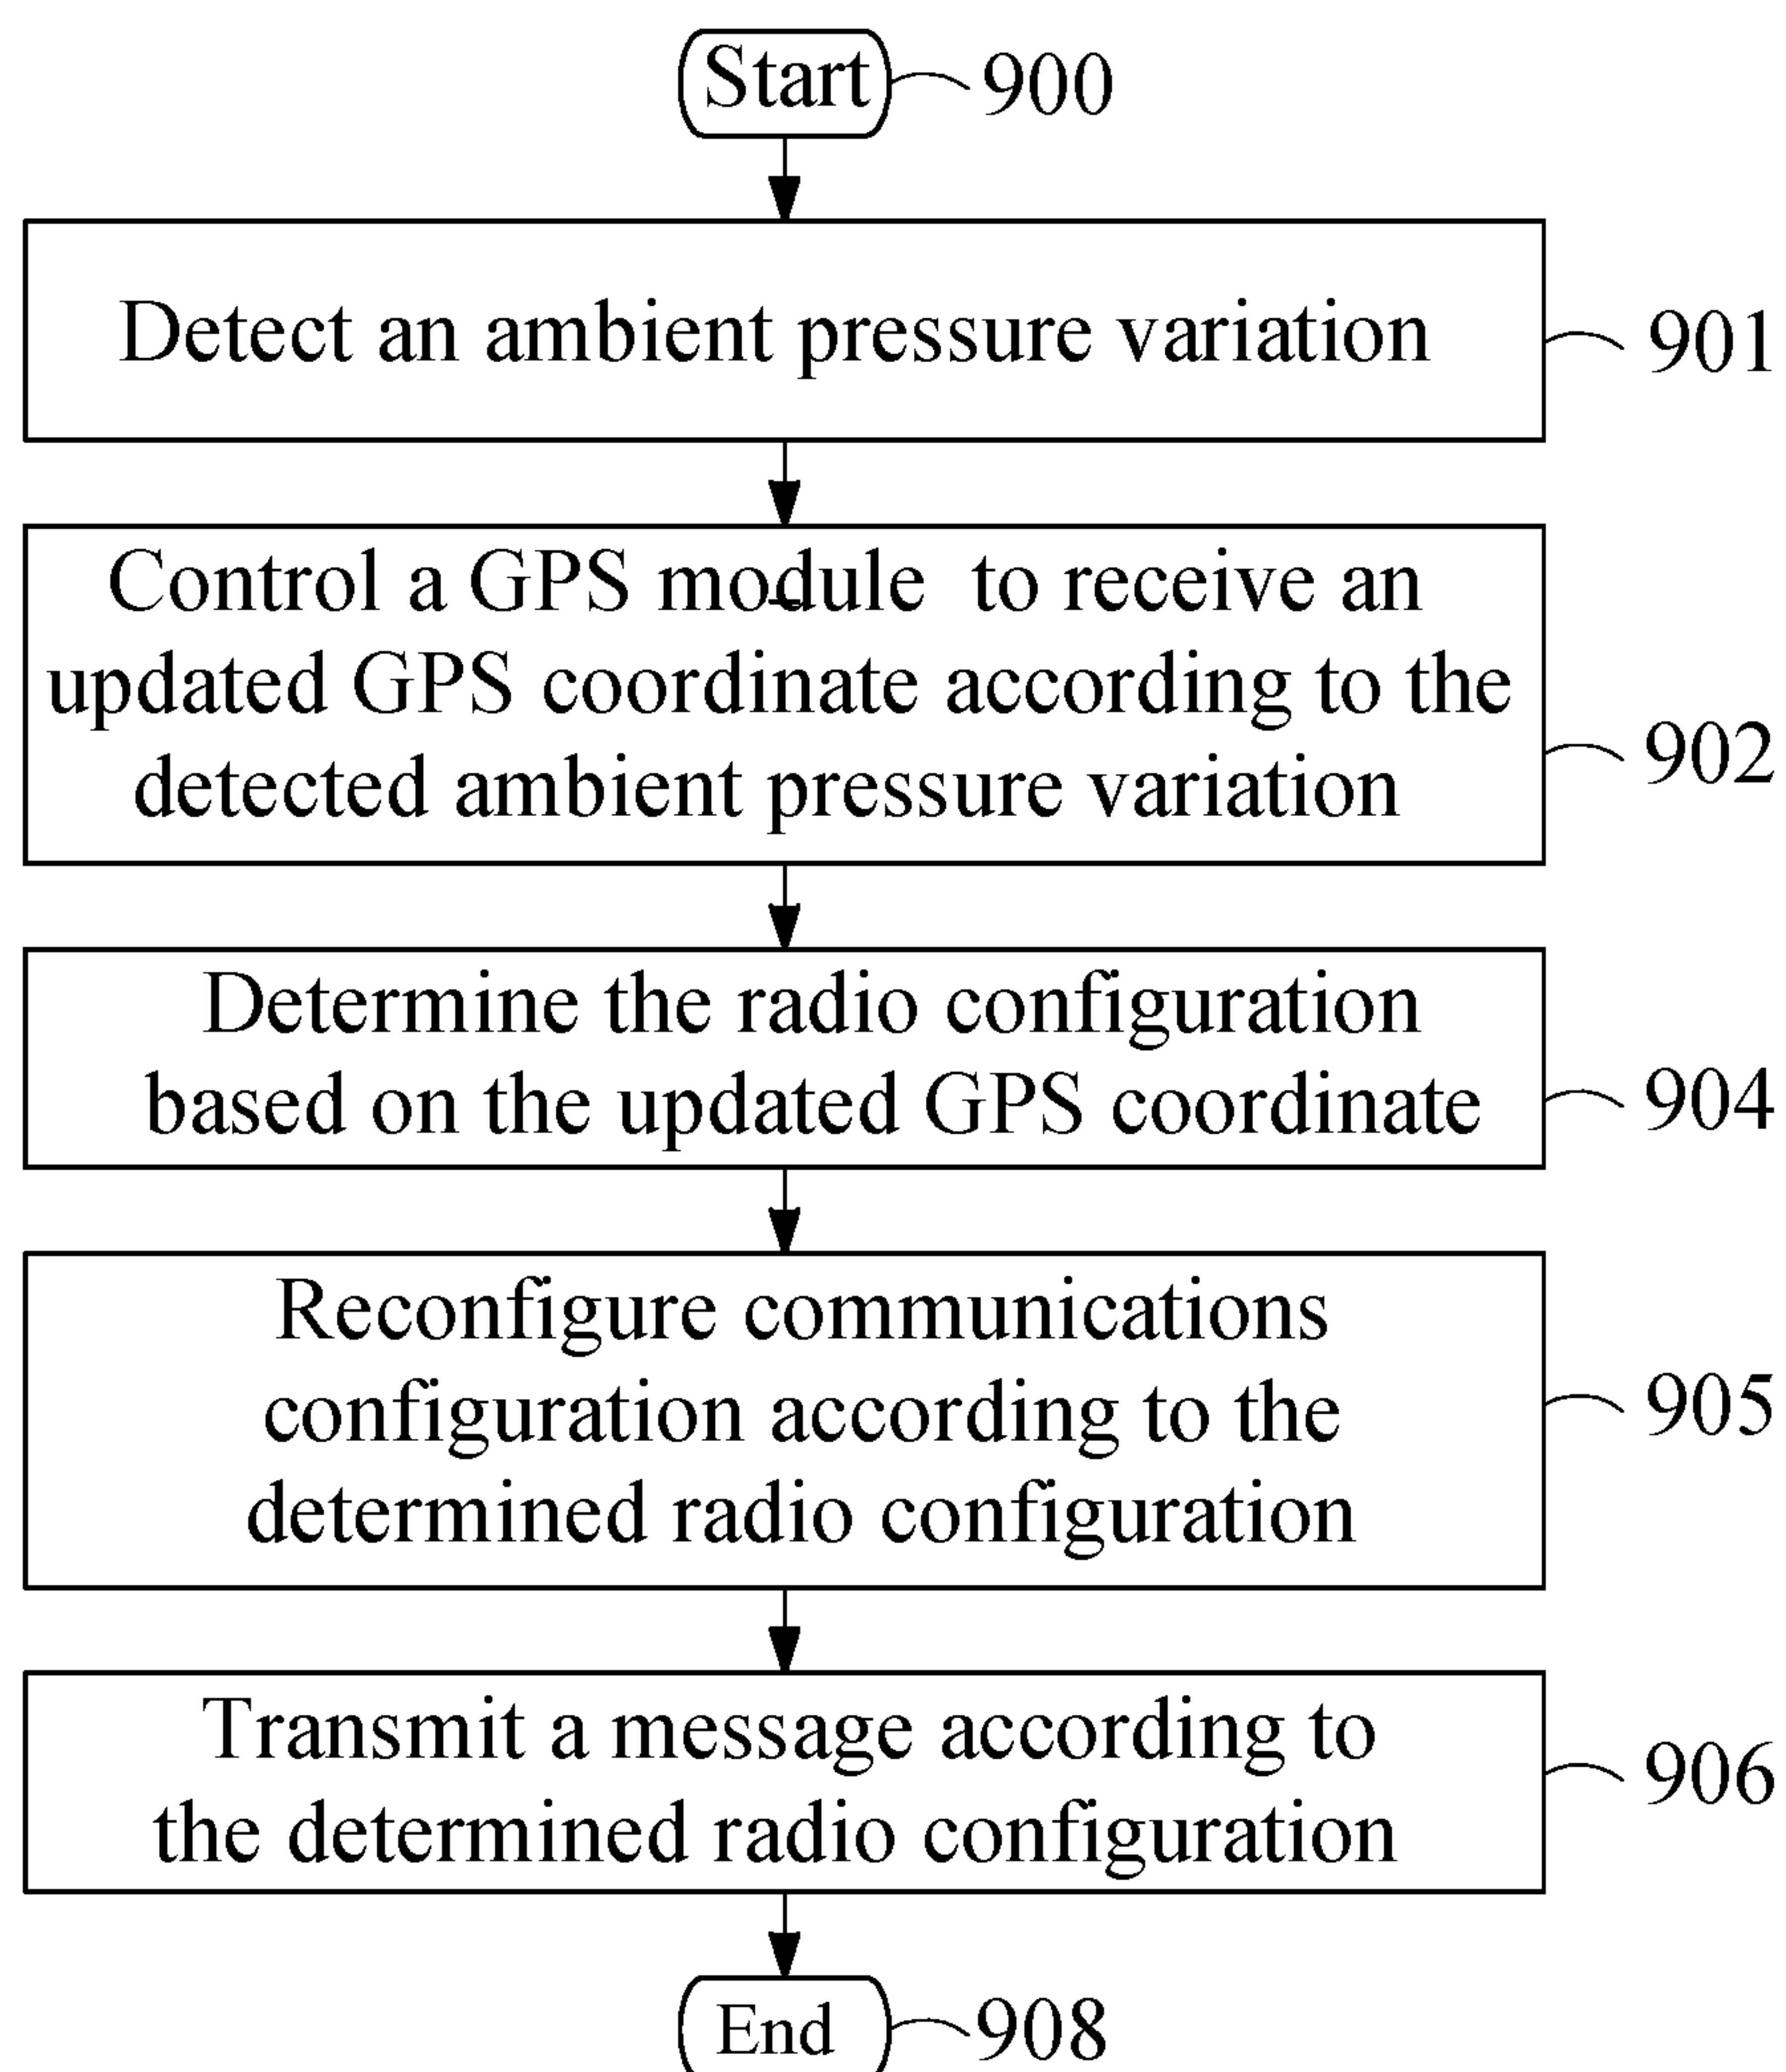 Start
900
Detect an ambient pressure variation
901
Control a GPS module to receive an
updated GPS coordinate according to the
detected ambient pressure variation
902
Determine the radio configuration
based on the updated GPS coordinate
904
Reconfigure communications
configuration according to the
determined radio configuration
905
Transmit a message according to
the determined radio configuration
906
End
908